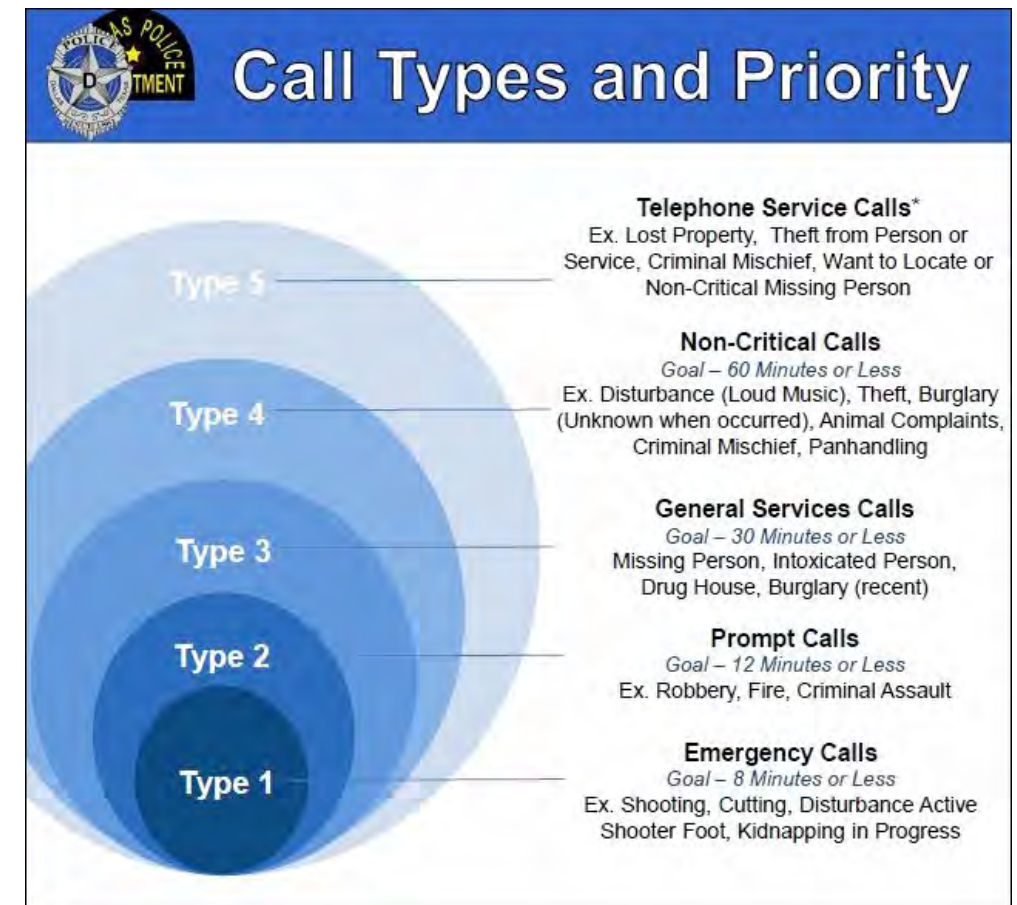 AS POLICE
TMENT
POLICE
D
Call Types and Priority
Type 5
Telephone Service Calls*
Ex. Lost Property, Theft from Person or
Service, Criminal Mischief, Want to Locate or
Non-Critical Missing Person
Type 4
Non-Critical Calls
Goal – 60 Minutes or Less
Ex. Disturbance (Loud Music), Theft, Burglary
(Unknown when occurred), Animal Complaints,
Criminal Mischief, Panhandling
Type 3
General Services Calls
Goal – 30 Minutes or Less
Missing Person, Intoxicated Person,
Drug House, Burglary (recent)
Type 2
Prompt Calls
Goal – 12 Minutes or Less
Ex. Robbery, Fire, Criminal Assault
Type 1
Emergency Calls
Goal – 8 Minutes or Less
Ex. Shooting, Cutting, Disturbance Active
Shooter Foot, Kidnapping in Progress